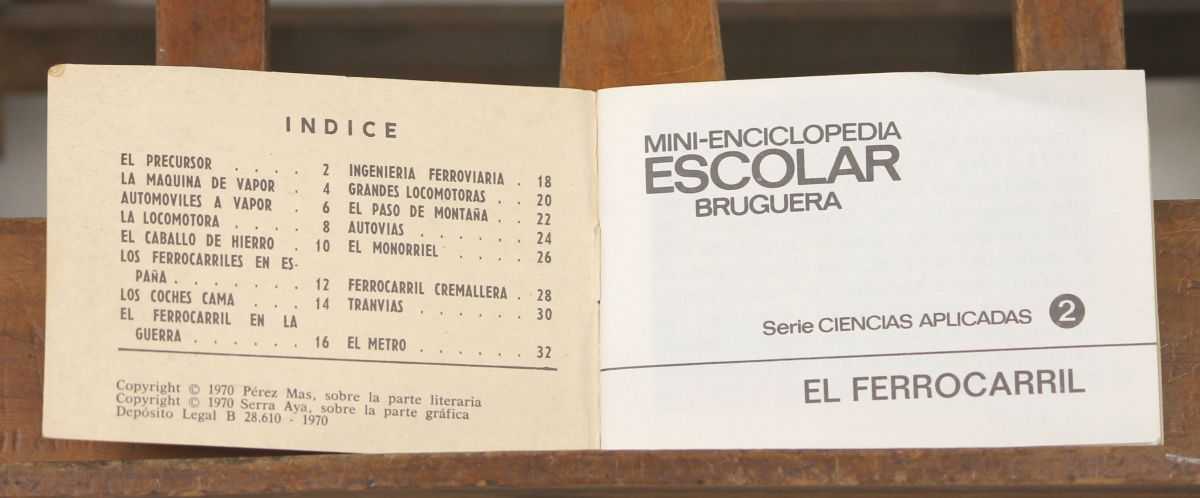 INDICE
EL PRECURSOR . . . . 2
LA MAQUINA DE VAPOR . 4
AUTOMOVILES A VAPOR . 6
LA LOCOMOTORA . . . . 8
EL CABALLO DE HIERRO . 10
LOS FERROCARRILES EN ES-
PAÑA . . . . . . . 12
LOS COCHES CAMA . . . 14
EL FERROCARRIL EN LA
GUERRA . . . . . . 16
INGENIERIA FERROVIARIA . 18
GRANDES LOCOMOTORAS . . 20
EL PASO DE MONTAÑA . . 22
AUTOVIAS . . . . . . 24
EL MONORRIEL . . . . 26
FERROCARRIL CREMALLERA . 28
TRANVIAS . . . . . . 30
EL METRO . . . . . . 32
Copyright © 1970 Pérez Mas, sobre la parte literaria
Copyright © 1970 Serra Aya, sobre la parte gráfica
Depósito Legal B 28.610 - 1970
MINI-ENCICLOPEDIA
ESCOLAR
BRUGUERA
Serie CIENCIAS APLICADAS 2
EL FERROCARRIL